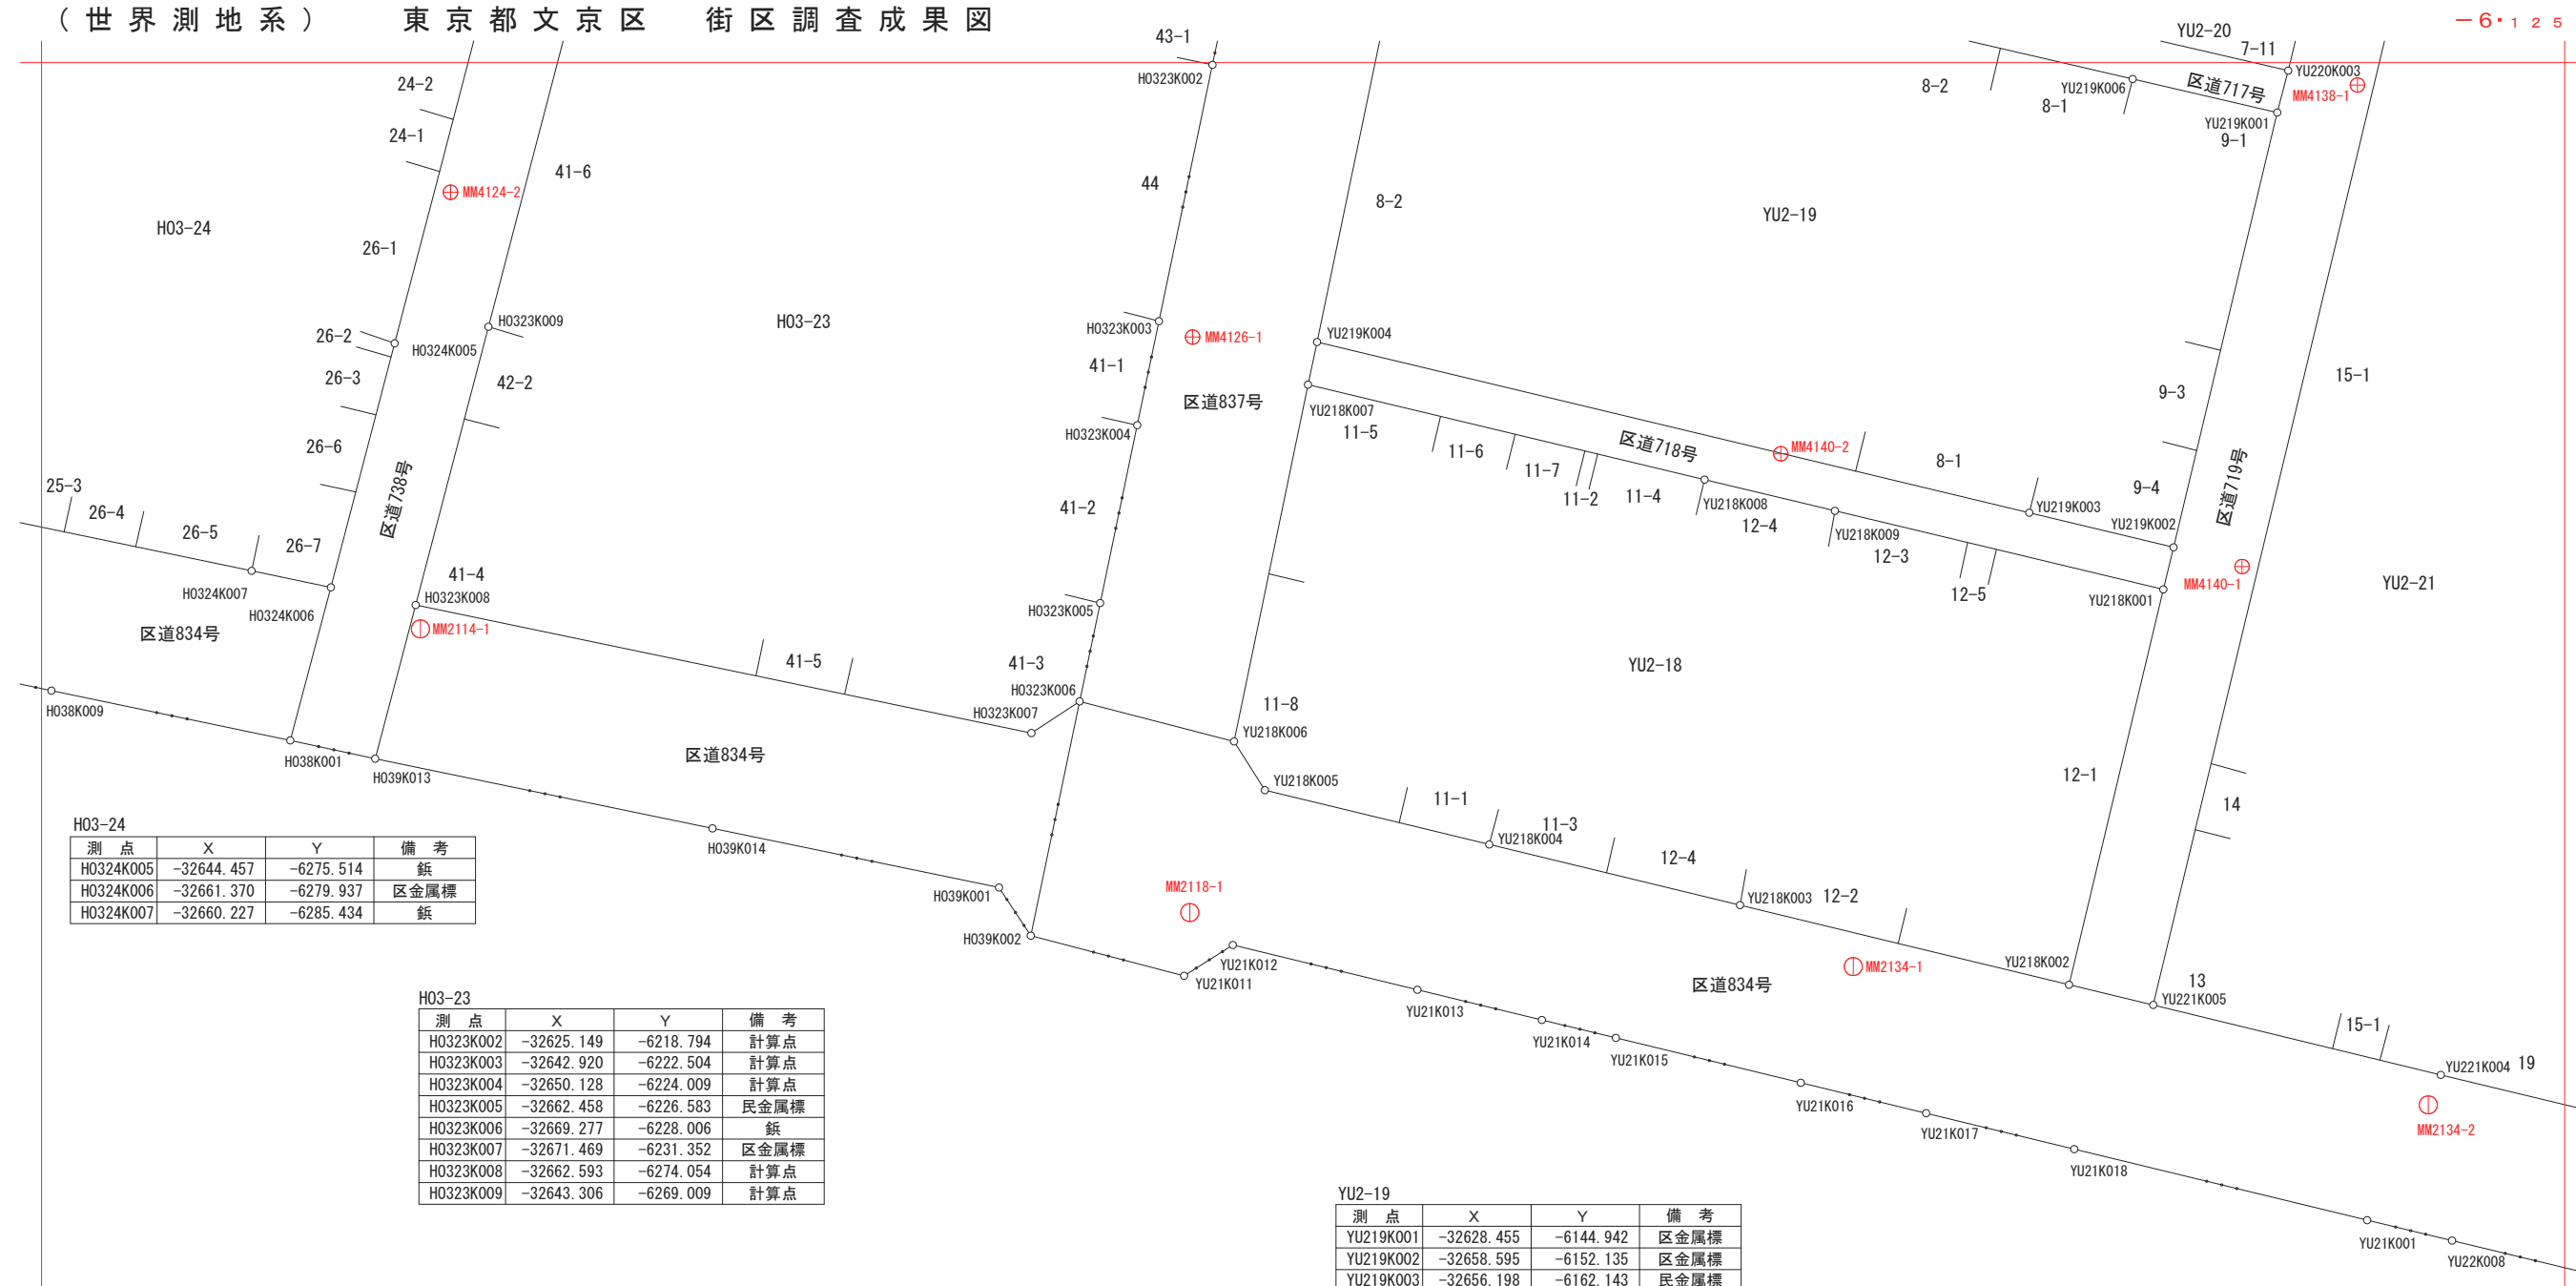 （世界測地系）　東京都文京区　街区調査成果図
−6.125
43-1
YU2-20
7-11
H0323K002
YU220K003
24-2
8-2
YU219K006
区道717号
MM4138-1
8-1
YU219K001
24-1
9-1
41-6
44
MM4124-2
8-2
YU2-19
H03-24
26-1
H03-23
H0323K009
H0323K003
26-2
H0324K005
MM4126-1
YU219K004
26-3
42-2
41-1
15-1
9-3
区道837号
YU218K007
11-5
H0323K004
26-6
区道718号
MM4140-2
11-6
8-1
11-7
25-3
区道738号
9-4
区道719号
11-2
11-4
26-4
41-2
YU218K008
YU219K003
26-5
12-4
YU219K002
26-7
YU218K009
12-3
41-4
MM4140-1
YU2-21
H0324K007
H0323K008
12-5
YU218K001
H0324K006
H0323K005
区道834号
MM2114-1
41-5
41-3
YU2-18
H0323K006
11-8
H038K009
H0323K007
YU218K006
H038K001
区道834号
H039K013
YU218K005
12-1
11-1
14
11-3
H039K014
YU218K004
12-4
MM2118-1
H039K001
YU218K003
12-2
H039K002
YU21K012
MM2134-1
YU218K002
YU21K011
区道834号
13
YU221K005
YU21K013
15-1
YU21K014
YU21K015
YU221K004
19
YU21K016
YU21K017
MM2134-2
YU21K018
YU21K001
YU22K008
H03-24
測 点 X Y 備 考
H0324K005 -32644.457 -6275.514 鋲
H0324K006 -32661.370 -6279.937 区金属標
H0324K007 -32660.227 -6285.434 鋲
H03-23
測 点 X Y 備 考
H0323K002 -32625.149 -6218.794 計算点
H0323K003 -32642.920 -6222.504 計算点
H0323K004 -32650.128 -6224.009 計算点
H0323K005 -32662.458 -6226.583 民金属標
H0323K006 -32669.277 -6228.006 鋲
H0323K007 -32671.469 -6231.352 区金属標
H0323K008 -32662.593 -6274.054 計算点
H0323K009 -32643.306 -6269.009 計算点
YU2-19
測 点 X Y 備 考
YU219K001 -32628.455 -6144.942 区金属標
YU219K002 -32658.595 -6152.135 区金属標
YU219K003 -32656.198 -6162.143 民金属標